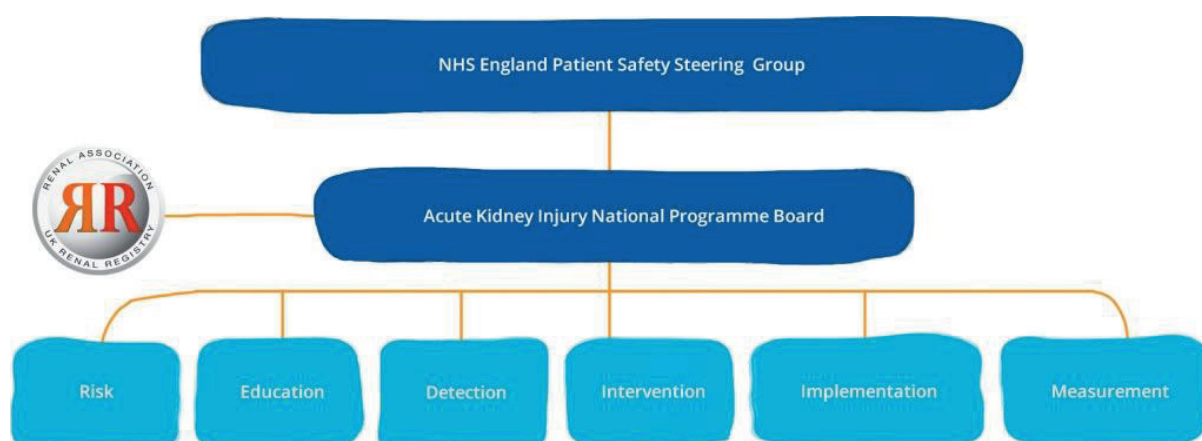 NHS England Patient Safety Steering Group
RENAL ASSOCIATION
RR
UK RENAL REGISTRY
Acute Kidney Injury National Programme Board
Risk
Education
Detection
Intervention
Implementation
Measurement